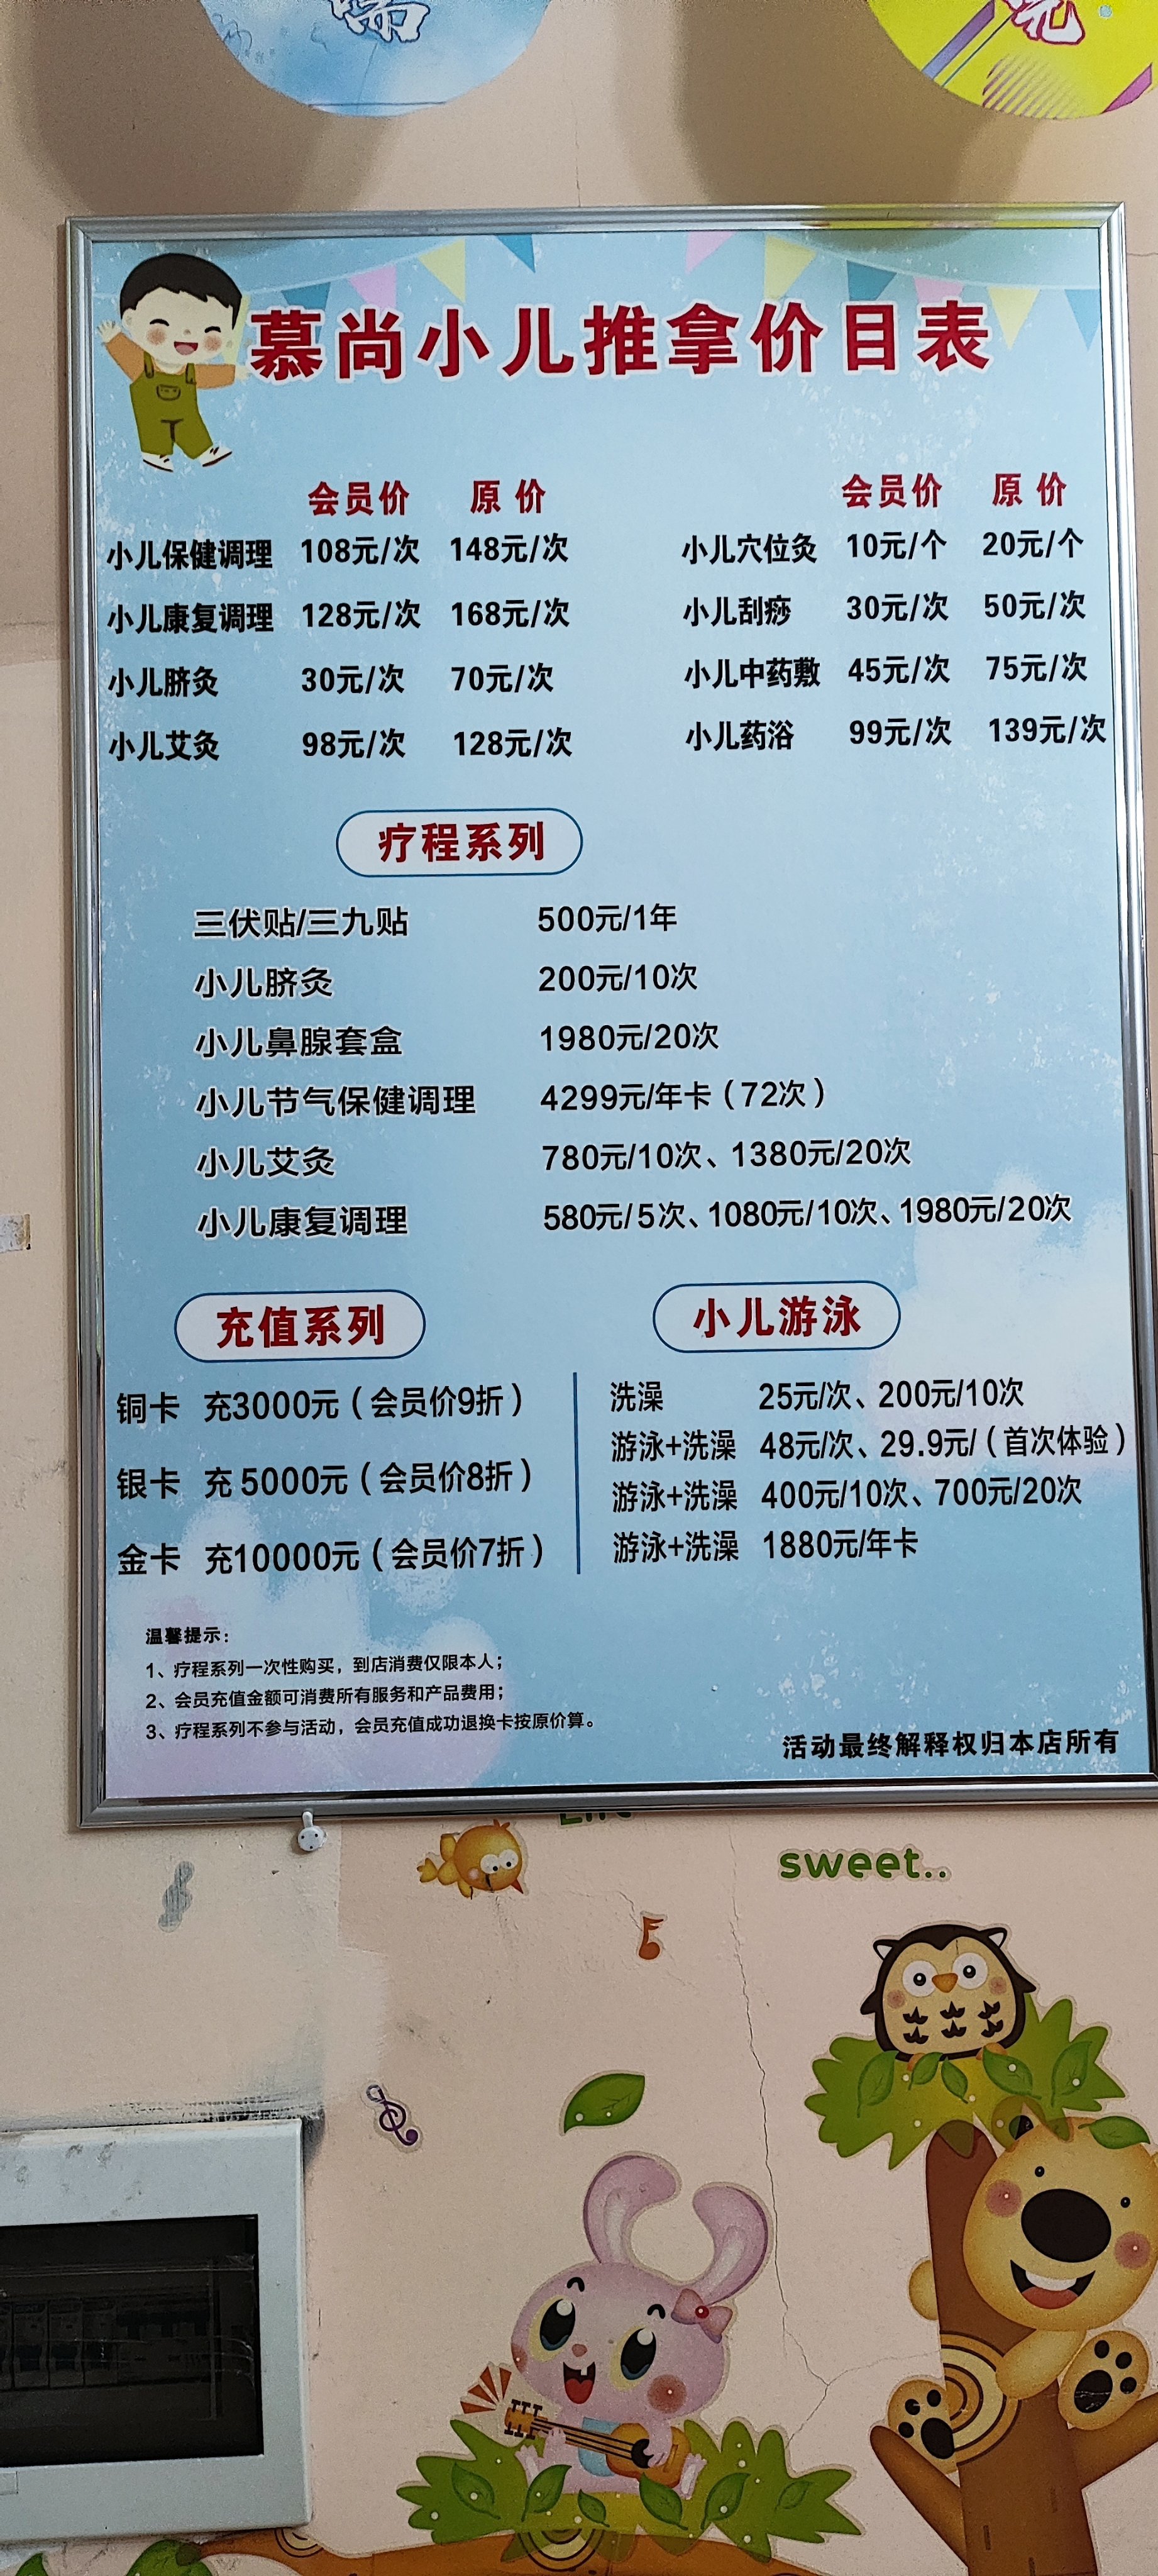 慕尚小儿推拿价目表
会员价 原价 会员价 原价
小儿保健调理 108元/次 148元/次 小儿穴位灸 10元/个 20元/个
小儿康复调理 128元/次 168元/次 小儿刮痧 30元/次 50元/次
小儿脐灸 30元/次 70元/次 小儿中药敷 45元/次 75元/次
小儿艾灸 98元/次 128元/次 小儿药浴 99元/次 139元/次
疗程系列
三伏贴/三九贴 500元/1年
小儿脐灸 200元/10次
小儿鼻腺套盒 1980元/20次
小儿节气保健调理 4299元/年卡（72次）
小儿艾灸 780元/10次、1380元/20次
小儿康复调理 580元/5次、1080元/10次、1980元/20次
充值系列
铜卡 充3000元（会员价9折）
银卡 充5000元（会员价8折）
金卡 充10000元（会员价7折）
小儿游泳
洗澡 25元/次、200元/10次
游泳+洗澡 48元/次、29.9元/（首次体验）
游泳+洗澡 400元/10次、700元/20次
游泳+洗澡 1880元/年卡
温馨提示：
1、疗程系列一次性购买，到店消费仅限本人；
2、会员充值金额可消费所有服务和产品费用；
3、疗程系列不参与活动，会员充值成功退换卡按原价算。
活动最终解释权归本店所有
sweet..